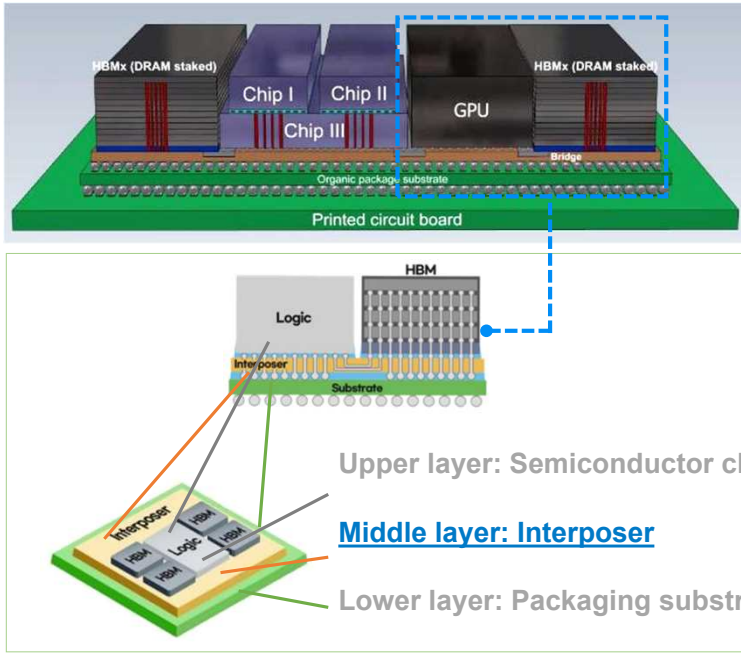 HBMx (DRAM staked)
HBMx (DRAM staked)
Chip I
Chip II
Chip III
GPU
Bridge
Organic package substrate
Printed circuit board
HBM
Logic
Interposer
Substrate
Upper layer: Semiconductor
Interposer
HBM
Logic
HBM
HBM
HBM
Middle layer: Interposer
Lower layer: Packaging